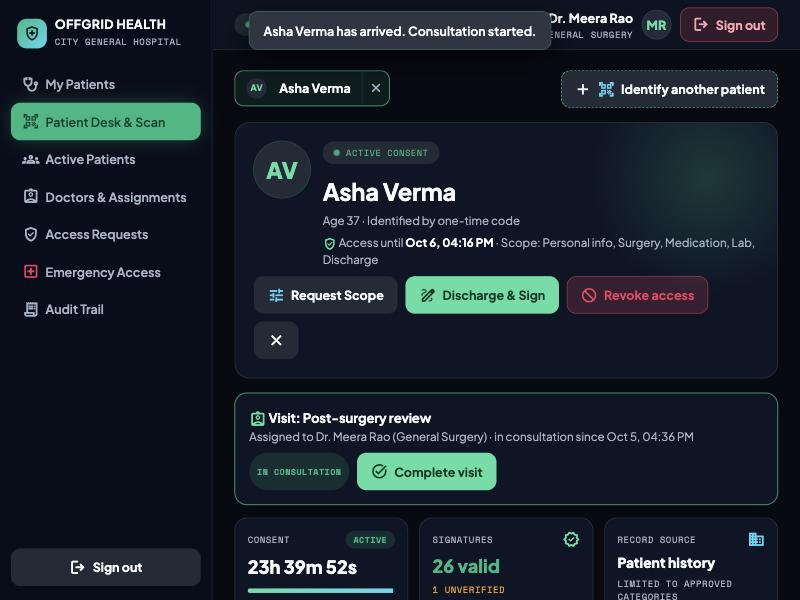 OFFGRID HEALTH
CITY GENERAL HOSPITAL
My Patients
Patient Desk & Scan
Active Patients
Doctors & Assignments
Access Requests
Emergency Access
Audit Trail
Sign out
Asha Verma has arrived. Consultation started.
Dr. Meera Rao
SURGERY
MR
Sign out
AV Asha Verma
Identify another patient
AV
ACTIVE CONSENT
Asha Verma
Age 37 · Identified by one-time code
Access until Oct 6, 04:16 PM · Scope: Personal info, Surgery, Medication, Lab,
Discharge
Request Scope
Discharge & Sign
Revoke access
Visit: Post-surgery review
Assigned to Dr. Meera Rao (General Surgery) · in consultation since Oct 5, 04:36 PM
IN CONSULTATION
Complete visit
CONSENT
ACTIVE
23h 39m 52s
SIGNATURES
26 valid
1 UNVERIFIED
RECORD SOURCE
Patient history
LIMITED TO APPROVED
CATEGORIES